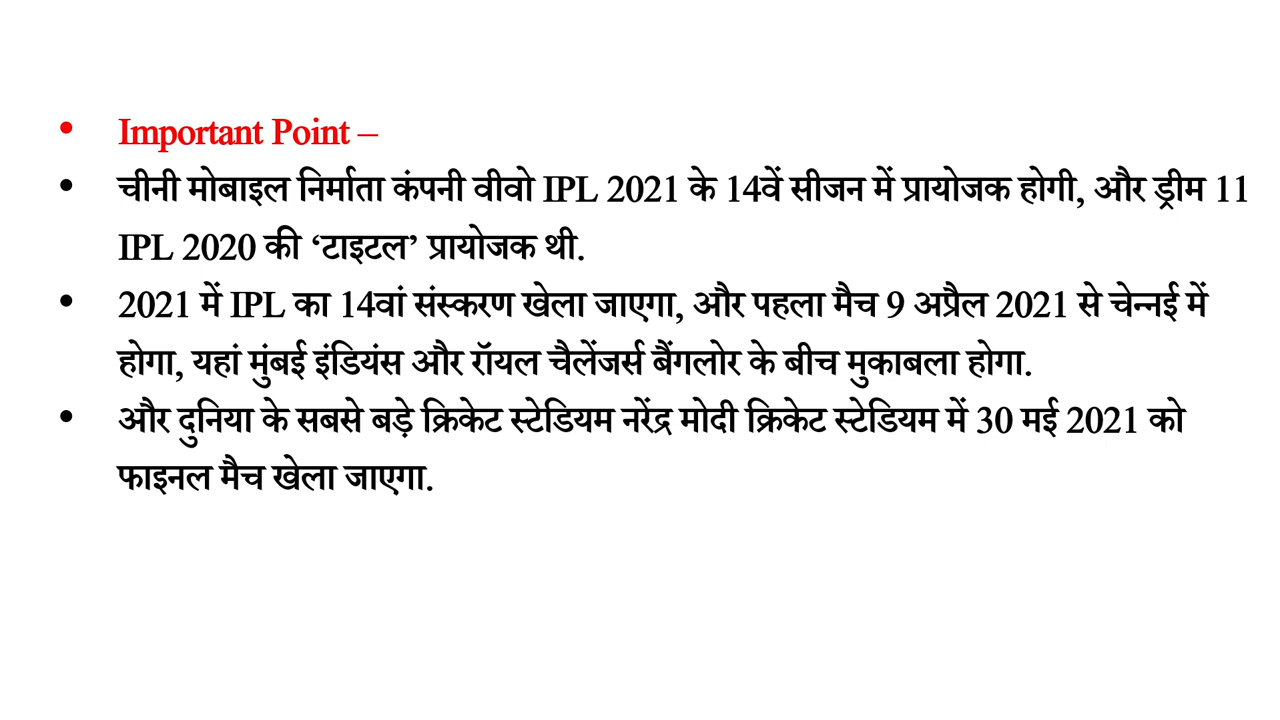 • Important Point –
• चीनी मोबाइल निर्माता कंपनी वीवो IPL 2021 के 14वें सीजन में प्रायोजक होगी, और ड्रीम 11
IPL 2020 की ‘टाइटल’ प्रायोजक थी.
• 2021 में IPL का 14वां संस्करण खेला जाएगा, और पहला मैच 9 अप्रैल 2021 से चेन्नई में
होगा, यहां मुंबई इंडियंस और रॉयल चैलेंजर्स बैंगलोर के बीच मुकाबला होगा.
• और दुनिया के सबसे बड़े क्रिकेट स्टेडियम नरेंद्र मोदी क्रिकेट स्टेडियम में 30 मई 2021 को
फाइनल मैच खेला जाएगा.